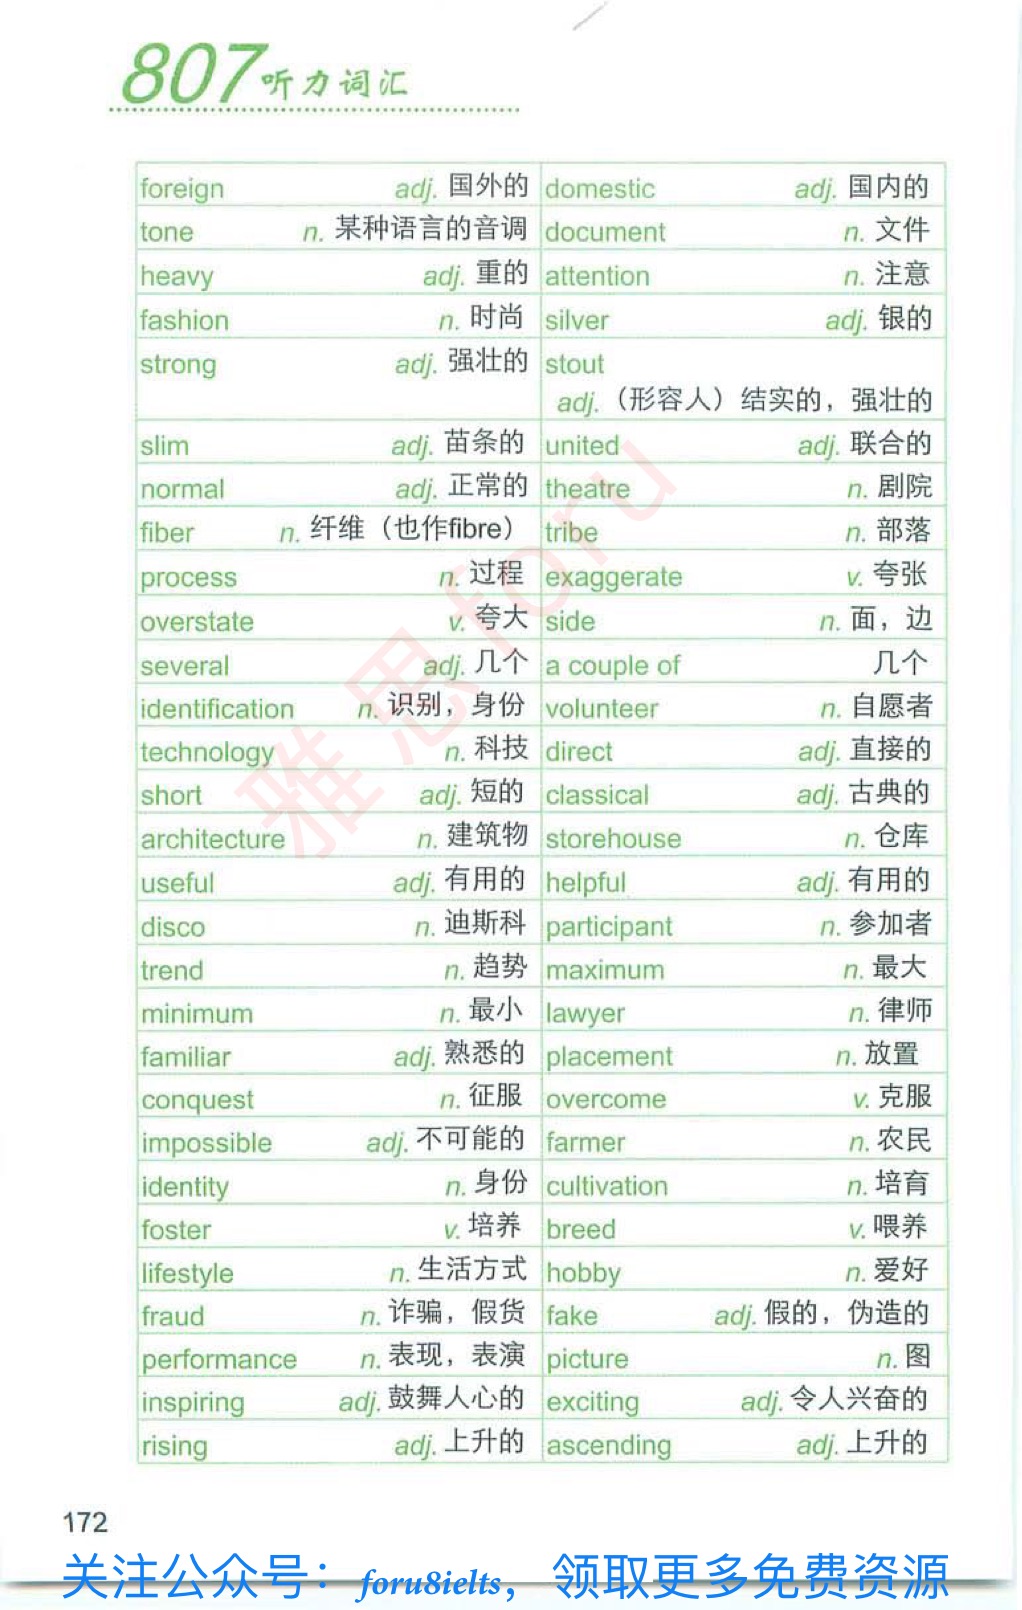 807听力词汇
foreign adj. 国外的 domestic adj. 国内的
tone n. 某种语言的音调 document n. 文件
heavy adj. 重的 attention n. 注意
fashion n. 时尚 silver adj. 银的
strong adj. 强壮的 stout
adj.（形容人）结实的，强壮的
slim adj. 苗条的 united adj. 联合的
normal adj. 正常的 theatre n. 剧院
fiber n. 纤维（也作fibre） tribe n. 部落
process n. 过程 exaggerate v. 夸张
overstate v. 夸大 side n. 面，边
several adj. 几个 a couple of 几个
identification n. 识别，身份 volunteer n. 自愿者
technology n. 科技 direct adj. 直接的
short adj. 短的 classical adj. 古典的
architecture n. 建筑物 storehouse n. 仓库
useful adj. 有用的 helpful adj. 有用的
disco n. 迪斯科 participant n. 参加者
trend n. 趋势 maximum n. 最大
minimum n. 最小 lawyer n. 律师
familiar adj. 熟悉的 placement n. 放置
conquest n. 征服 overcome v. 克服
impossible adj. 不可能的 farmer n. 农民
identity n. 身份 cultivation n. 培育
foster v. 培养 breed v. 喂养
lifestyle n. 生活方式 hobby n. 爱好
fraud n. 诈骗，假货 fake adj. 假的，伪造的
performance n. 表现，表演 picture n. 图
inspiring adj. 鼓舞人心的 exciting adj. 令人兴奋的
rising adj. 上升的 ascending adj. 上升的
雅思foru
172
关注公众号：foru8ielts，领取更多免费资源